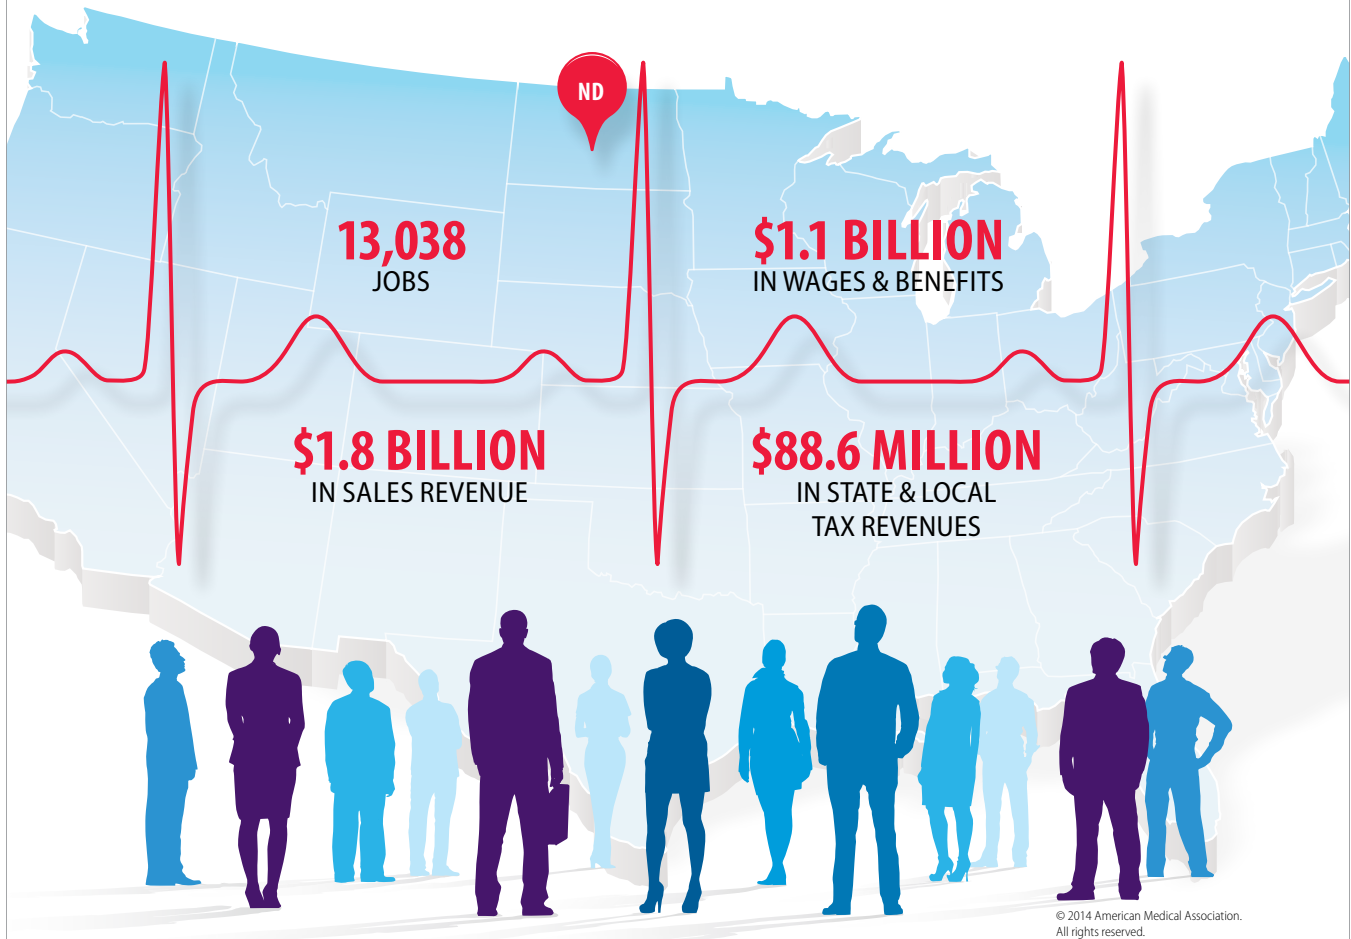 ND
13,038
JOBS
$1.1 BILLION
IN WAGES & BENEFITS
$1.8 BILLION
IN SALES REVENUE
$88.6 MILLION
IN STATE & LOCAL
TAX REVENUES
© 2014 American Medical Association.
All rights reserved.